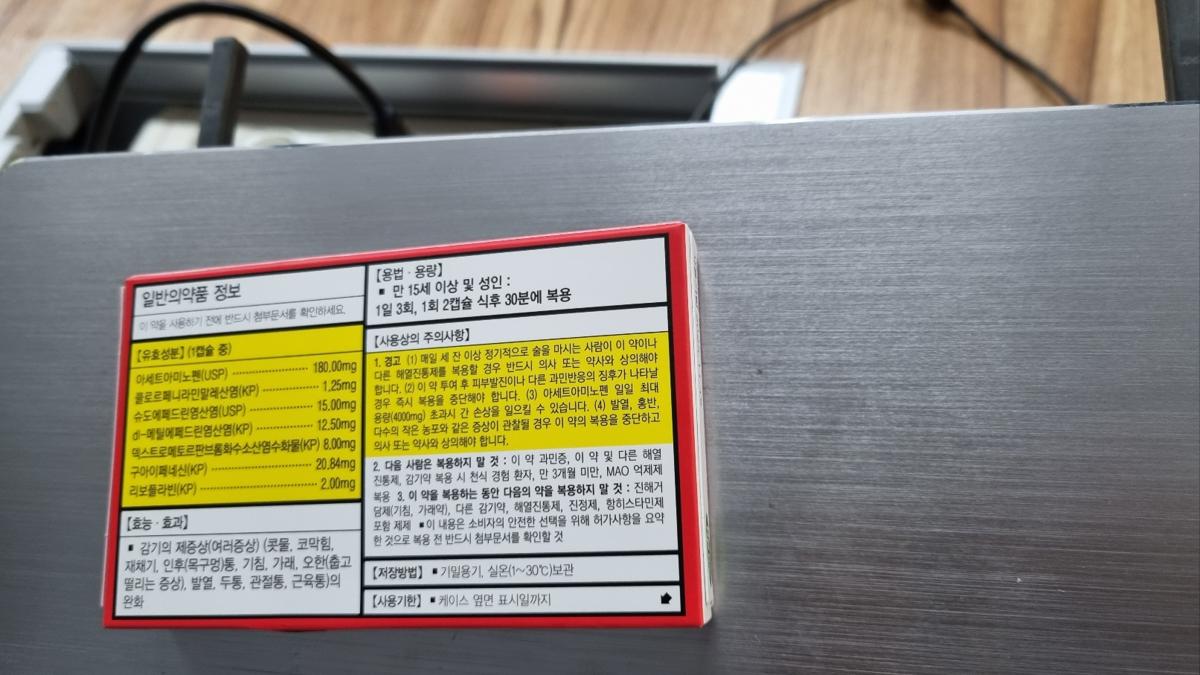 일반의약품 정보
이 약을 사용하기 전에 반드시 첨부문서를 확인하세요.
【유효성분】 (1캡슐 중)
아세트아미노펜(USP) 180.00mg
클로르페니라민말레산염(KP) 1.25mg
슈도에페드린염산염(USP) 15.00mg
dl-메틸에페드린염산염(KP) 12.50mg
덱스트로메토르판브롬화수소산염수화물(KP) 8.00mg
구아이페네신(KP) 20.84mg
리보플라빈(KP) 2.00mg
【효능 · 효과】
■ 감기의 제증상(여러증상) (콧물, 코막힘,
재채기, 인후(목구멍)통, 기침, 가래, 오한(춥고
떨리는 증상), 발열, 두통, 관절통, 근육통)의
완화
【용법 · 용량】
■ 만 15세 이상 및 성인 :
1일 3회, 1회 2캡슐 식후 30분에 복용
【사용상의 주의사항】
1. 경고 (1) 매일 세 잔 이상 정기적으로 술을 마시는 사람이 이 약이나
다른 해열진통제를 복용할 경우 반드시 의사 또는 약사와 상의해야
합니다. (2) 이 약 투여 후 피부발진이나 다른 과민반응의 징후가 나타날
경우 즉시 복용을 중단해야 합니다. (3) 아세트아미노펜 일일 최대
용량(4000mg) 초과시 간 손상을 일으킬 수 있습니다. (4) 발열, 홍반,
다수의 작은 농포와 같은 증상이 관찰될 경우 이 약의 복용을 중단하고
의사 또는 약사와 상의해야 합니다.
2. 다음 사람은 복용하지 말 것 : 이 약 과민증, 이 약 및 다른 해열
진통제, 감기약 복용 시 천식 경험 환자, 만 3개월 미만, MAO 억제제
복용 3. 이 약을 복용하는 동안 다음의 약을 복용하지 말 것 : 진해거
담제(기침, 가래약), 다른 감기약, 해열진통제, 진정제, 항히스타민제
포함 제제 ■ 이 내용은 소비자의 안전한 선택을 위해 허가사항을 요약
한 것으로 복용 전 반드시 첨부문서를 확인할 것
【저장방법】 ■ 기밀용기, 실온(1~30℃)보관
【사용기한】 ■ 케이스 옆면 표시일까지